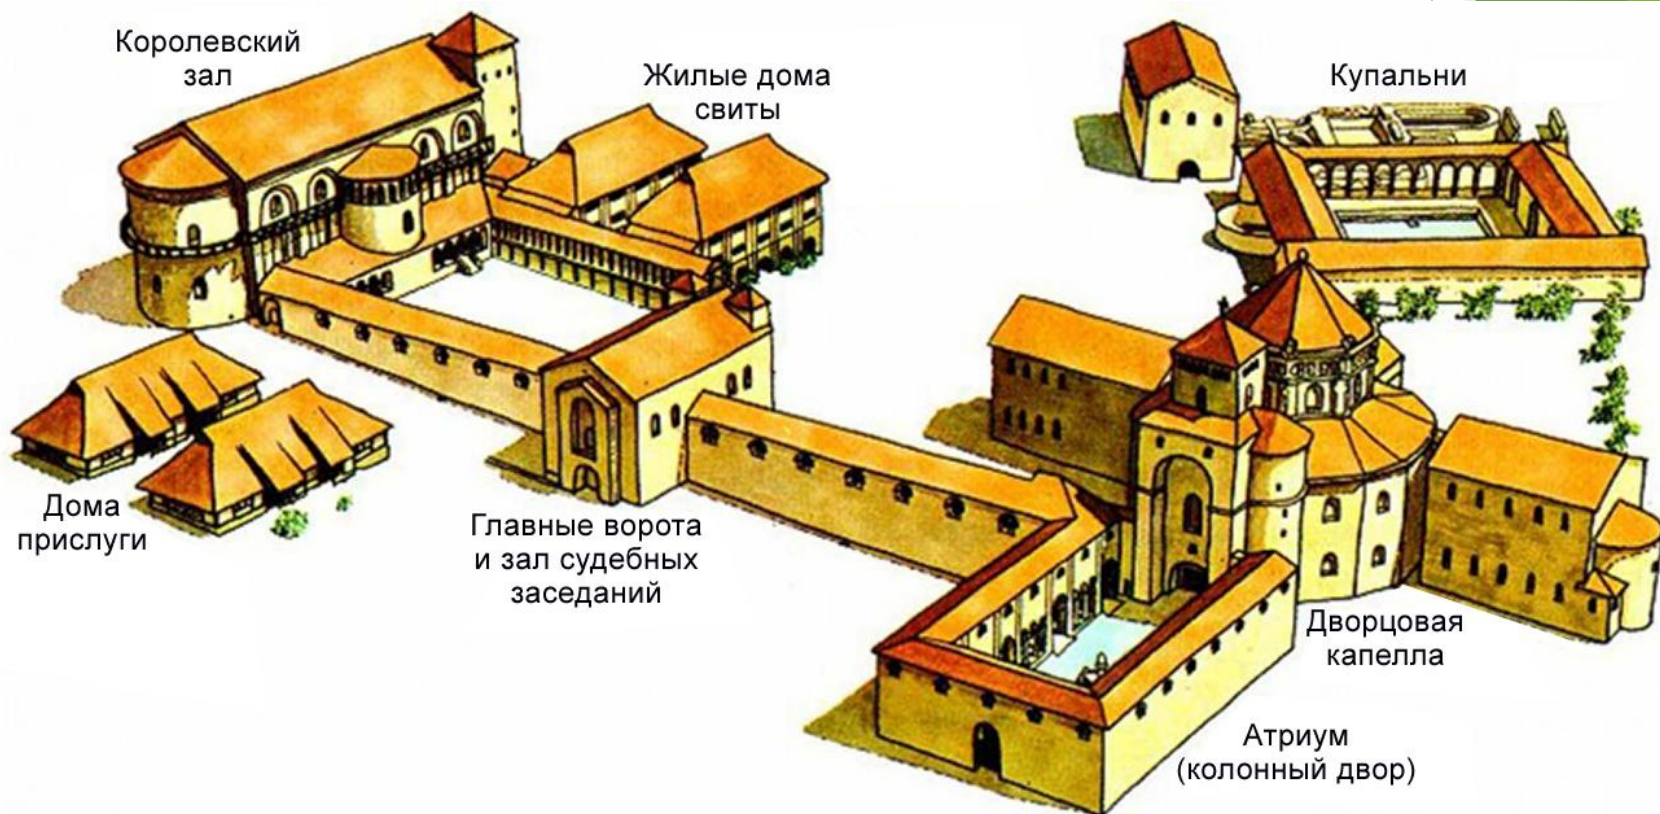 Королевский
зал
Жилые дома
свиты
Купальни
Дома
прислуги
Главные ворота
и зал судебных
заседаний
Дворцовая
капелла
Атриум
(колонный двор)